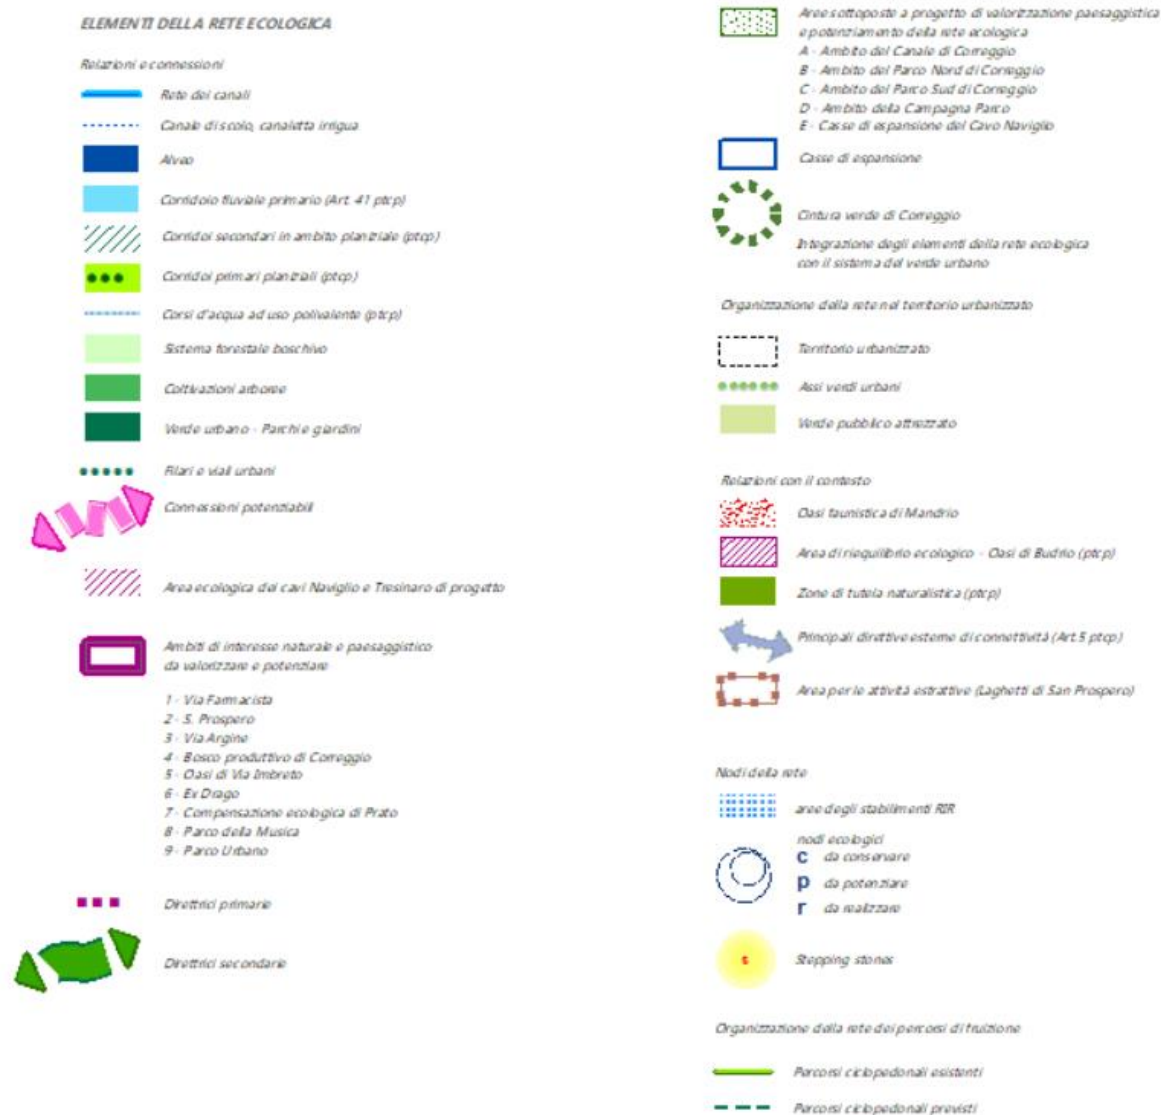 ELEMENTI DELLA RETE ECOLOGICA
Relazioni e connessioni
Rete dei canali
Canale di scolo, canaletta irrigua
Alveo
Corridoio fluviale primario (Art. 41 ptcp)
Corridoi secondari in ambito planiziale (ptcp)
Corridoi primari planiziali (ptcp)
Corsi d'acqua ad uso polivalente (ptcp)
Sistema forestale boschivo
Coltivazioni arboree
Verde urbano - Parchi e giardini
Filari e viali urbani
Connessioni potenziabili
Area ecologica dei cavi Naviglio e Tresinaro di progetto
Ambiti di interesse naturale e paesaggistico
da valorizzare e potenziare
1 - Via Farmacista
2 - S. Prospero
3 - Via Argine
4 - Bosco produttivo di Correggio
5 - Oasi di Via Imbreto
6 - Ex Drago
7 - Compensazione ecologica di Prato
8 - Parco della Musica
9 - Parco Urbano
Direttrici primarie
Direttrici secondarie
Aree sottoposte a progetto di valorizzazione paesaggistica
e potenziamento della rete ecologica
A - Ambito del Canale di Correggio
B - Ambito del Parco Nord di Correggio
C - Ambito del Parco Sud di Correggio
D - Ambito della Campagna Parco
E - Casse di espansione del Cavo Naviglio
Casse di espansione
Cintura verde di Correggio
Integrazione degli elementi della rete ecologica
con il sistema del verde urbano
Organizzazione della rete nel territorio urbanizzato
Territorio urbanizzato
Assi verdi urbani
Verde pubblico attrezzato
Relazioni con il contesto
Oasi faunistica di Mandrio
Area di riequilibrio ecologico - Oasi di Budrio (ptcp)
Zone di tutela naturalistica (ptcp)
Principali direttive esterne di connettività (Art.5 ptcp)
Area per le attività estrattive (Laghetti di San Prospero)
Nodi della rete
aree degli stabilimenti RIR
nodi ecologici
c da conservare
p da potenziare
r da realizzare
s Stepping stones
Organizzazione della rete dei percorsi di fruizione
Percorsi ciclopedonali esistenti
Percorsi ciclopedonali previsti